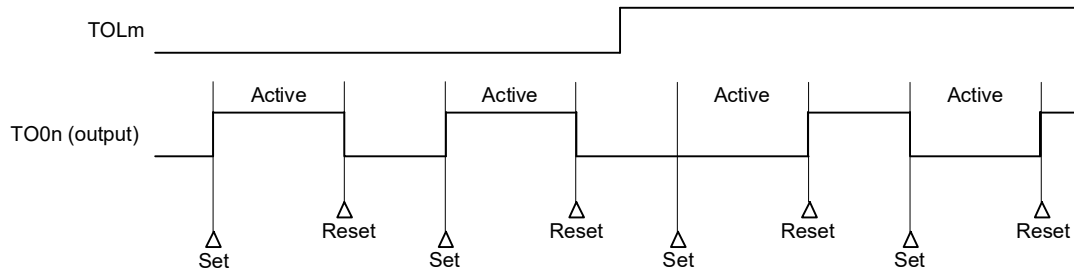 TOLm
Active Active Active Active
TO0n (output)
Reset Reset Reset Reset
Set Set Set Set